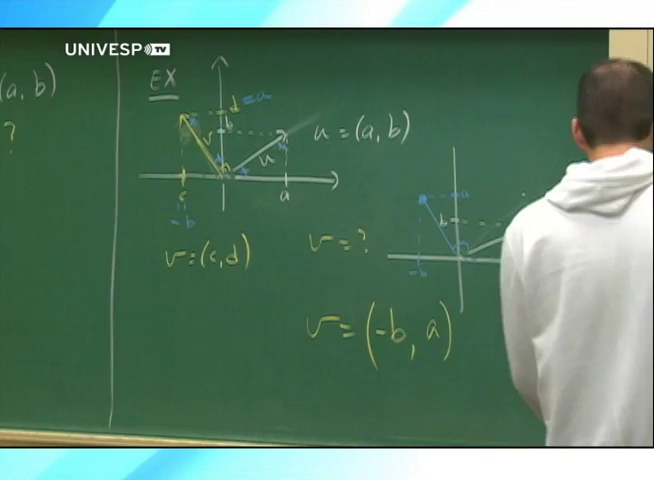 UNIVESP TV
(a, b)
?
EX
d = a
b
v
u
u = (a, b)
c
a
-b
v = (c, d)
v = ?
a
b
-b
v = (-b, a)